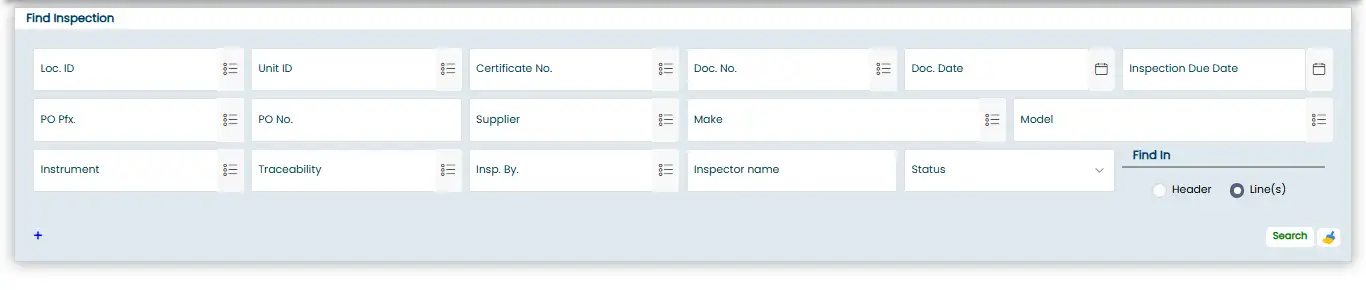 Find Inspection
Loc. ID Unit ID Certificate No. Doc. No. Doc. Date Inspection Due Date
PO Pfx. PO No. Supplier Make Model
Instrument Traceability Insp. By. Inspector name Status Find In
Header Line(s)
+ Search